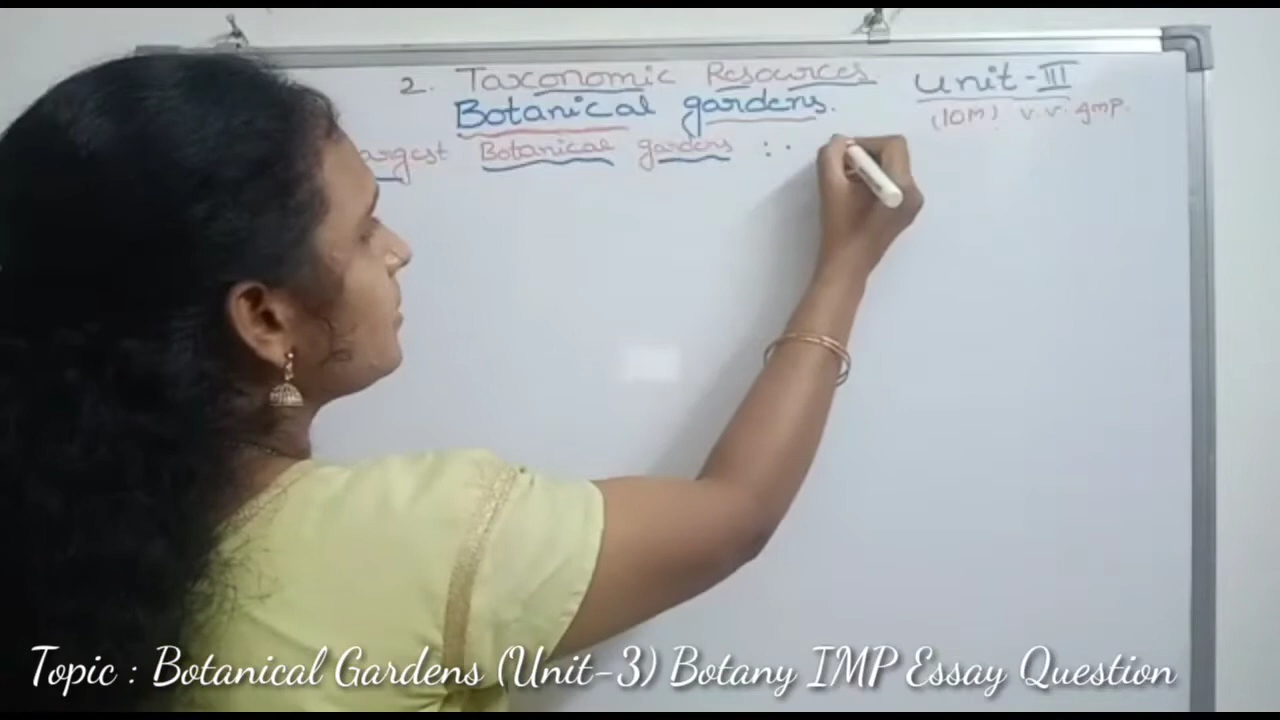 2. Taxonomic Resources Unit-III
Botanical gardens. (10M) v.v. Imp.
argest Botanical gardens :
Topic : Botanical Gardens (Unit-3) Botany IMP Essay Question